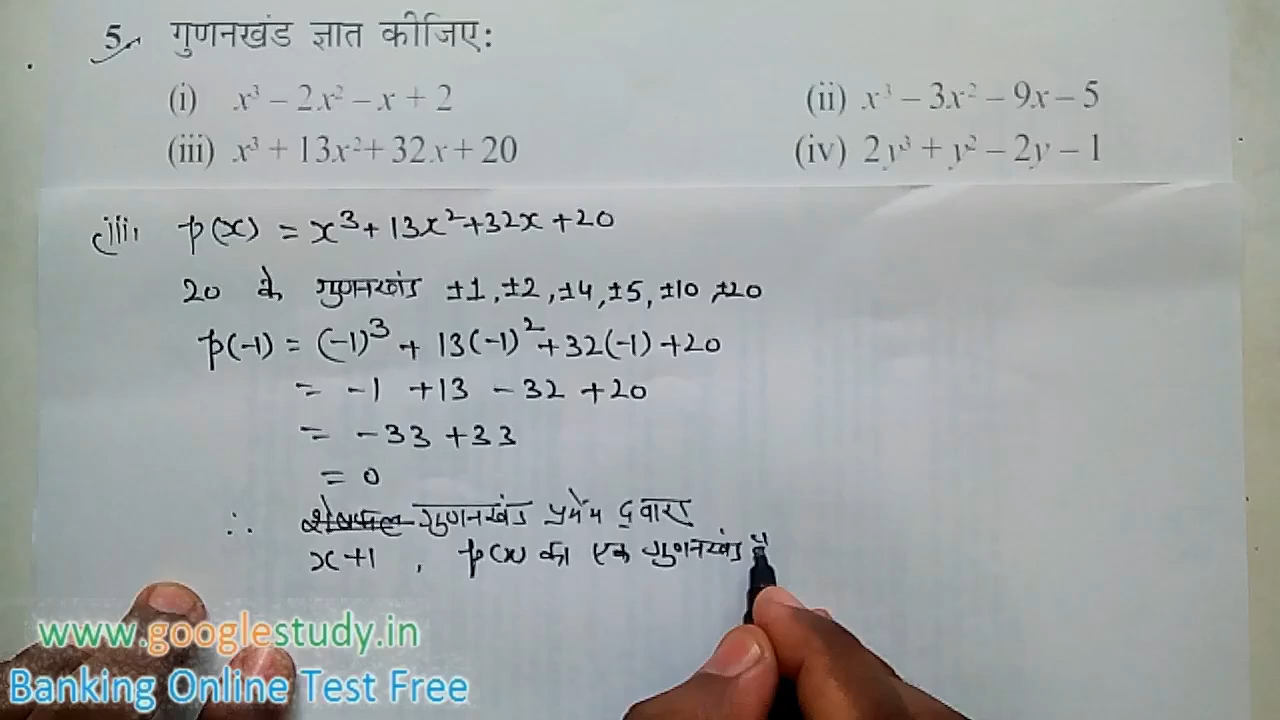 5. गुणनखंड ज्ञात कीजिए:
(i) x³ – 2x² – x + 2 (ii) x³ – 3x² – 9x – 5
(iii) x³ + 13x² + 32x + 20 (iv) 2y³ + y² – 2y – 1
iii, p(x) = x³ + 13x² + 32x + 20
20 के गुणनखंड ±1, ±2, ±4, ±5, ±10, ±20
p(-1) = (-1)³ + 13(-1)² + 32(-1) + 20
= -1 + 13 - 32 + 20
= -33 + 33
= 0
∴ गुणनखंड प्रमेय द्वारा
x+1, p(x) का एक गुणनखंड
www.googlestudy.in
Banking Online Test Free